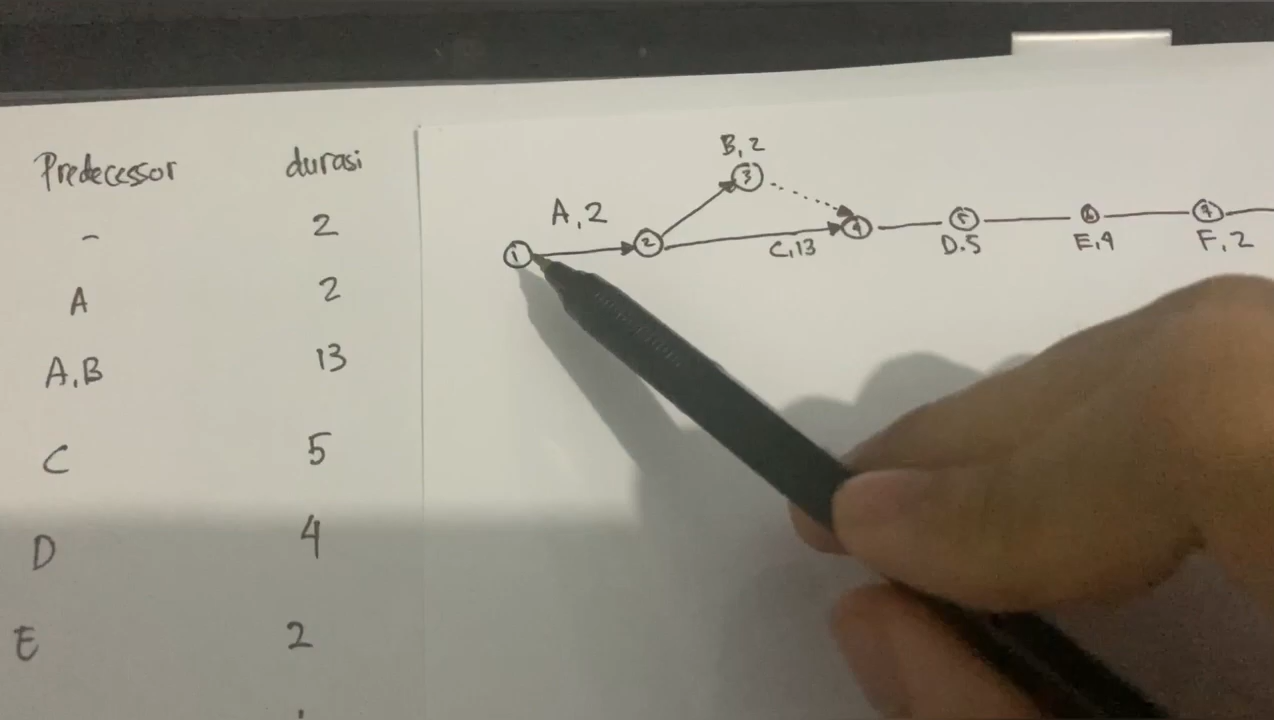 Predecessor durasi
- 2
A 2
A,B 13
C 5
D 4
E 2
B,2
3
A,2
1
2
C,13
4
5
D.5
6
E,4
7
F,2